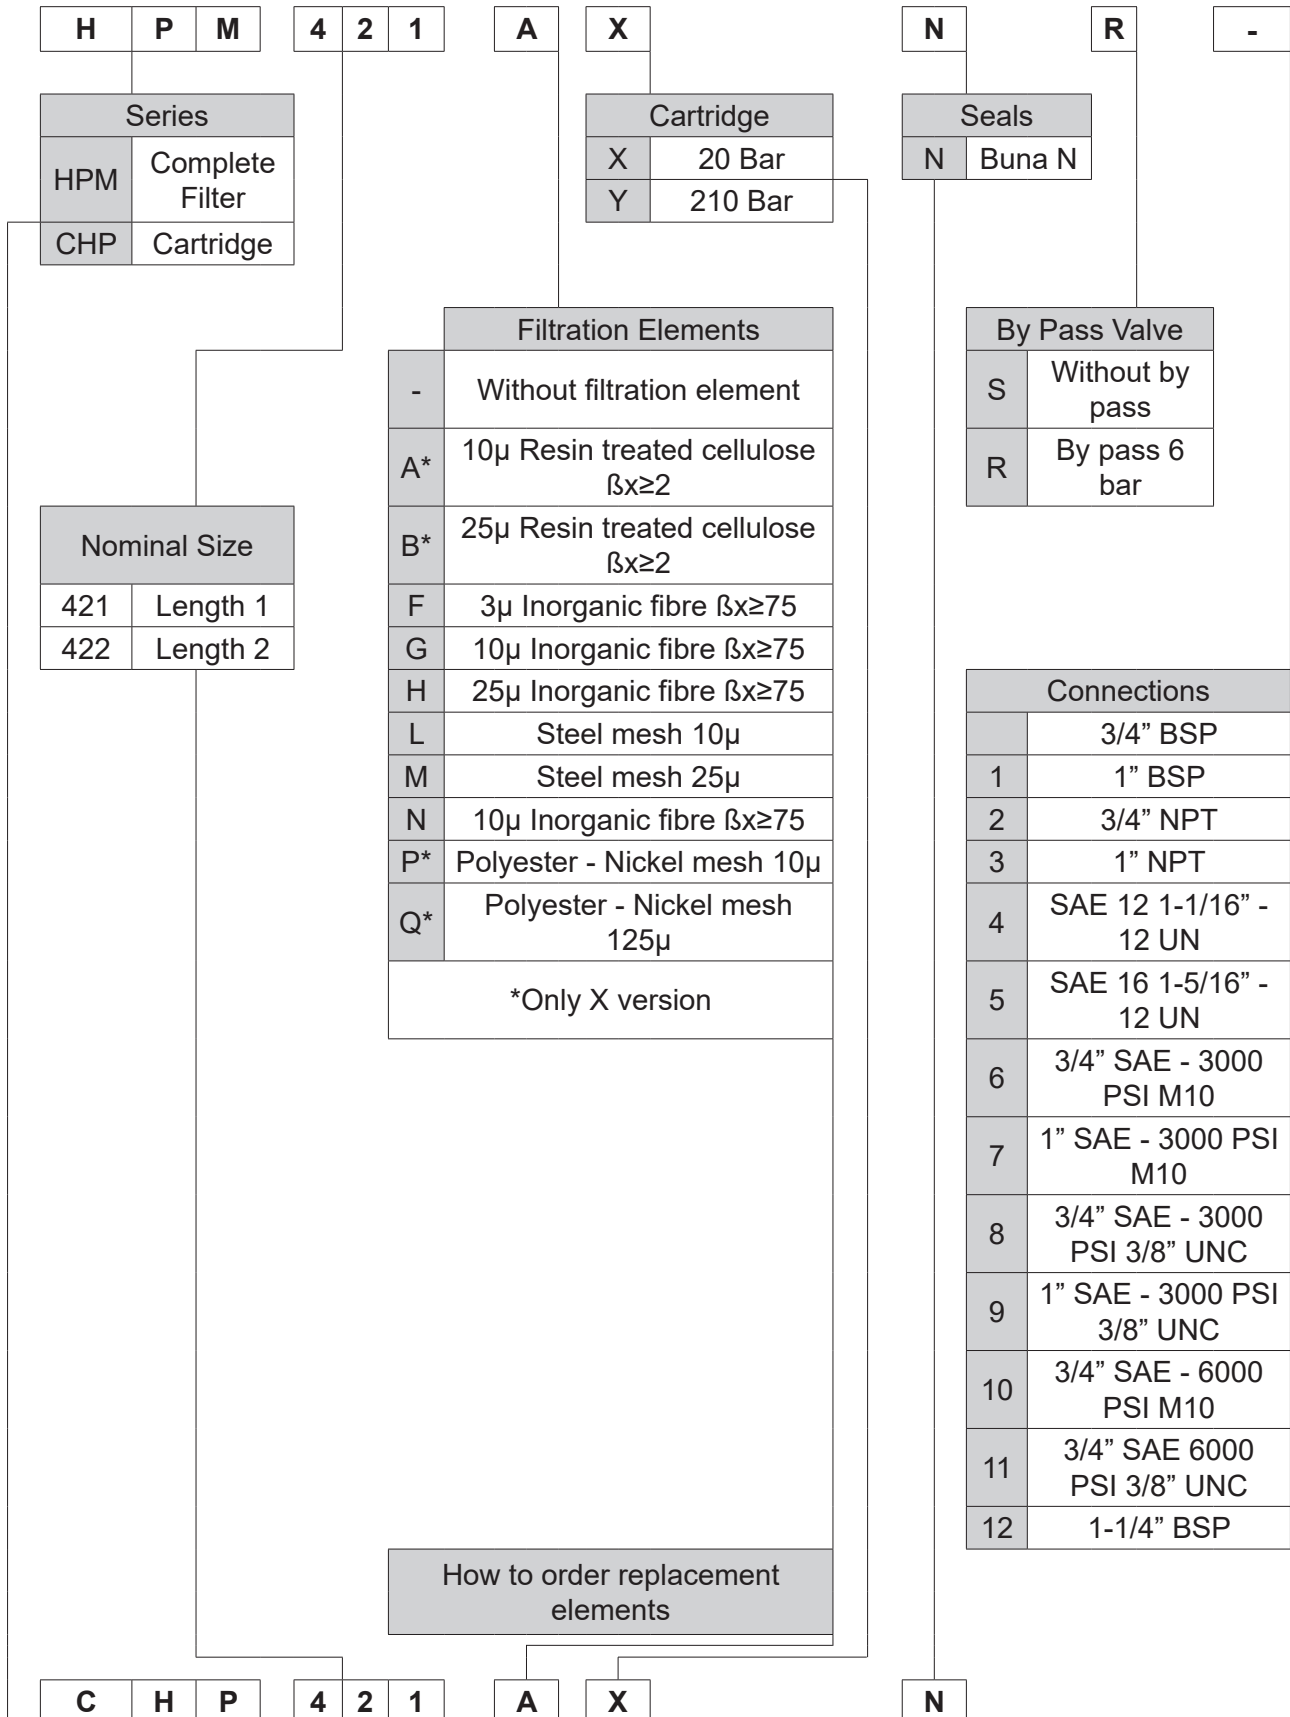 H P M 4 2 1 A X N R -
Series
HPM Complete
Filter
CHP Cartridge
Cartridge
X 20 Bar
Y 210 Bar
Seals
N Buna N
Filtration Elements
- Without filtration element
A* 10µ Resin treated cellulose
ßx≥2
B* 25µ Resin treated cellulose
ßx≥2
F 3µ Inorganic fibre ßx≥75
G 10µ Inorganic fibre ßx≥75
H 25µ Inorganic fibre ßx≥75
L Steel mesh 10µ
M Steel mesh 25µ
N 10µ Inorganic fibre ßx≥75
P* Polyester - Nickel mesh 10µ
Q* Polyester - Nickel mesh
125µ
*Only X version
By Pass Valve
S Without by
pass
R By pass 6
bar
Nominal Size
421 Length 1
422 Length 2
Connections
3/4” BSP
1 1” BSP
2 3/4” NPT
3 1” NPT
4 SAE 12 1-1/16” -
12 UN
5 SAE 16 1-5/16” -
12 UN
6 3/4” SAE - 3000
PSI M10
7 1” SAE - 3000 PSI
M10
8 3/4” SAE - 3000
PSI 3/8” UNC
9 1” SAE - 3000 PSI
3/8” UNC
10 3/4” SAE - 6000
PSI M10
11 3/4” SAE 6000
PSI 3/8” UNC
12 1-1/4” BSP
How to order replacement
elements
C H P 4 2 1 A X N